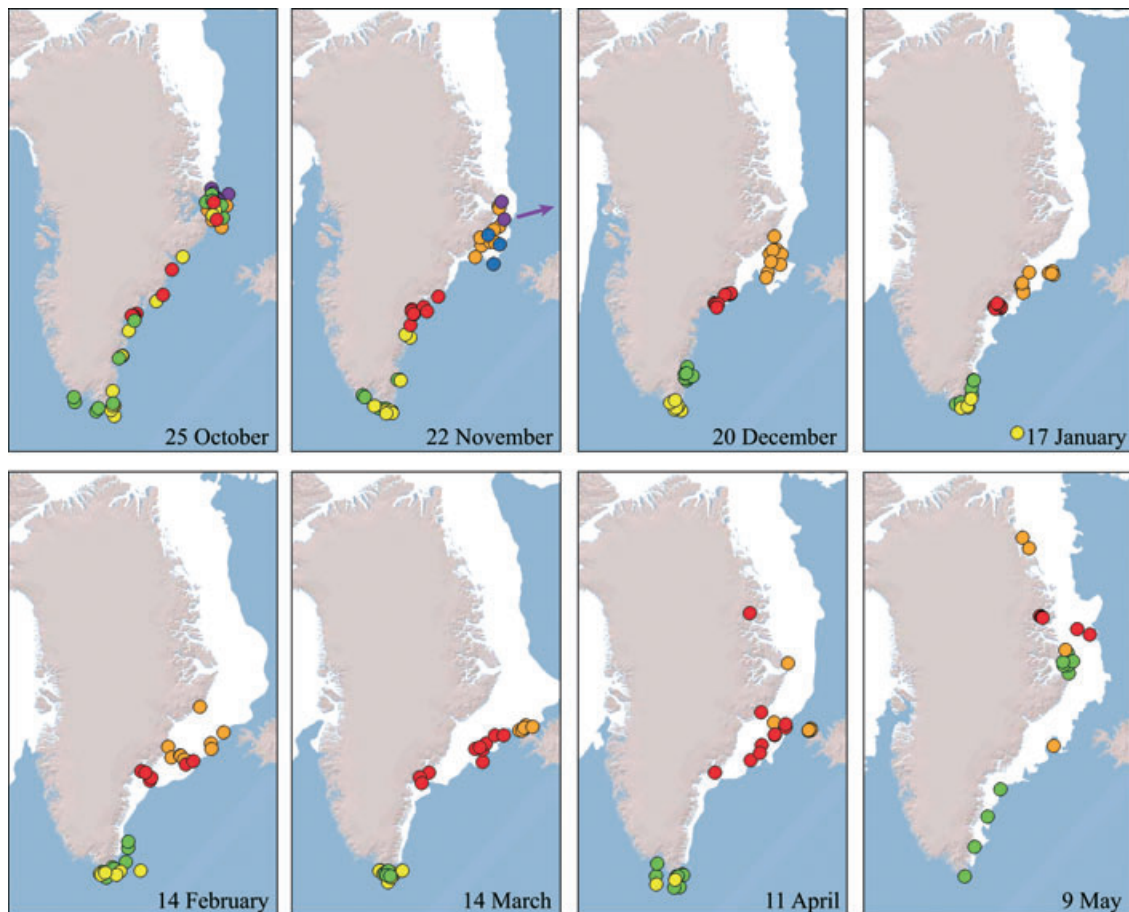 25 October
22 November
20 December
17 January
14 February
14 March
11 April
9 May